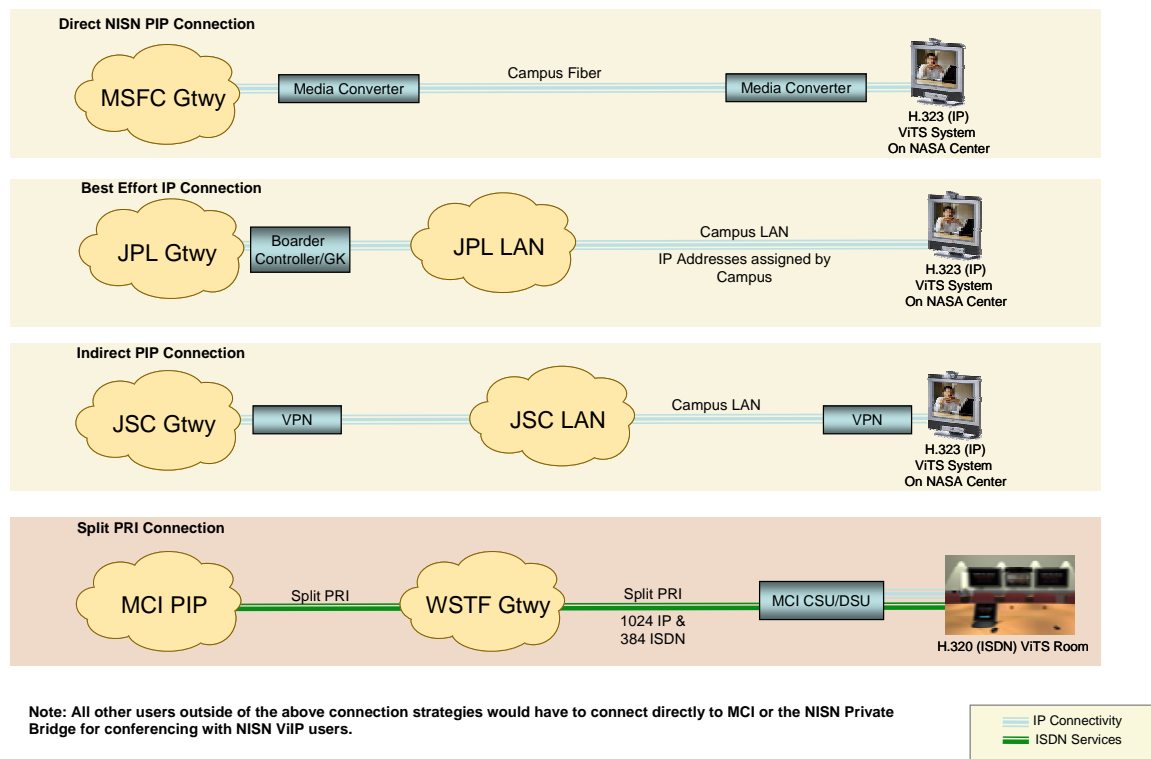 Direct NISN PIP Connection
MSFC Gtwy
Media Converter
Campus Fiber
Media Converter
H.323 (IP)
ViTS System
On NASA Center
Best Effort IP Connection
JPL Gtwy
Boarder
Controller/GK
JPL LAN
Campus LAN
IP Addresses assigned by
Campus
H.323 (IP)
ViTS System
On NASA Center
Indirect PIP Connection
JSC Gtwy
VPN
JSC LAN
Campus LAN
VPN
H.323 (IP)
ViTS System
On NASA Center
Split PRI Connection
MCI PIP
Split PRI
WSTF Gtwy
Split PRI
1024 IP &
384 ISDN
MCI CSU/DSU
H.320 (ISDN) ViTS Room
Note: All other users outside of the above connection strategies would have to connect directly to MCI or the NISN Private
Bridge for conferencing with NISN ViIP users.
IP Connectivity
ISDN Services